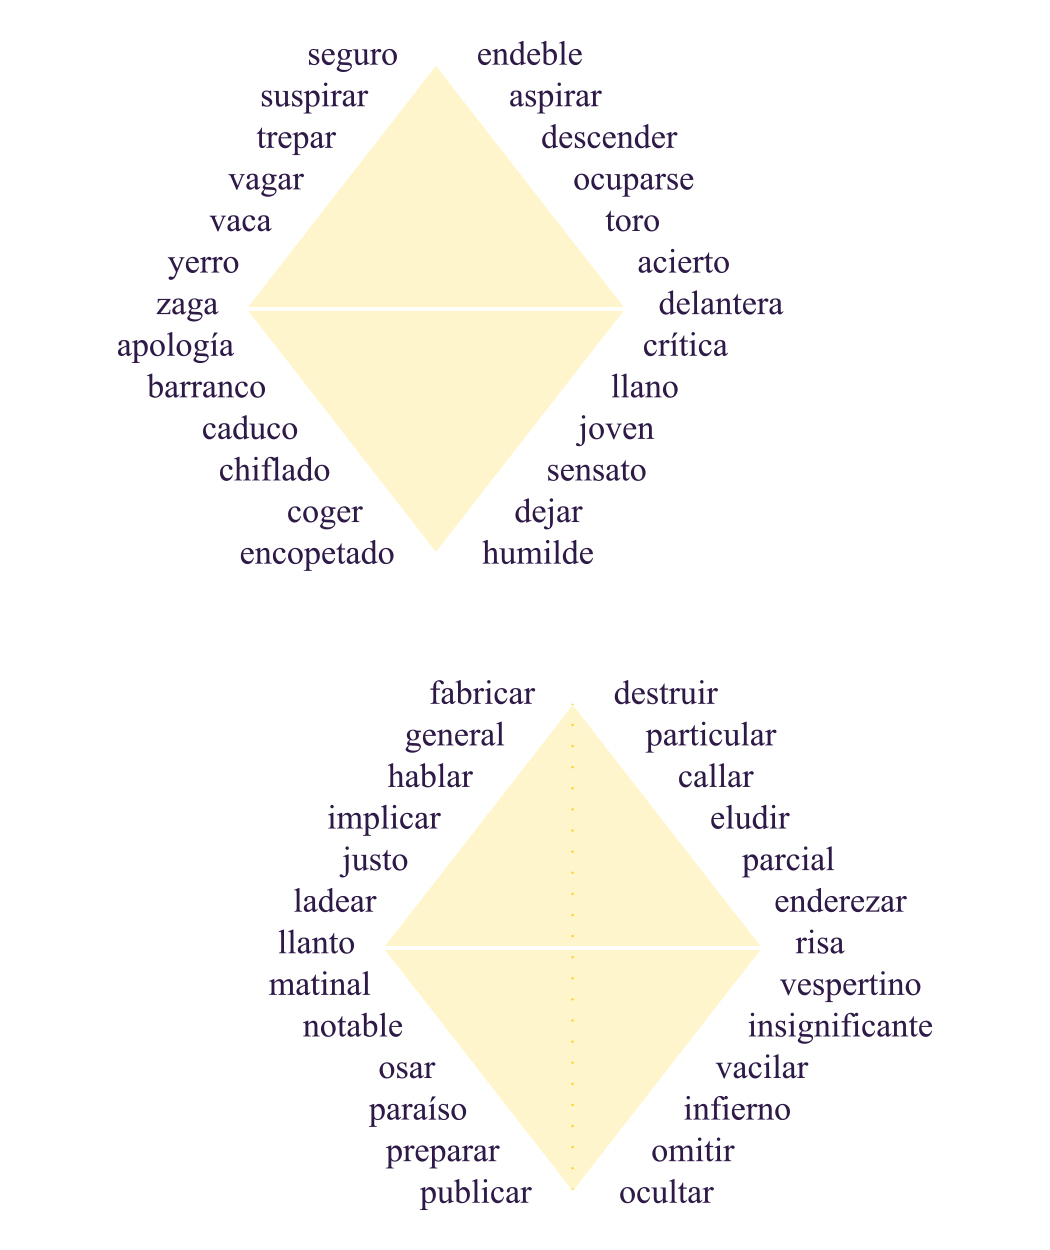 seguro endeble
suspirar aspirar
trepar descender
vagar ocuparse
vaca toro
yerro acierto
zaga delantera
apología crítica
barranco llano
caduco joven
chiflado sensato
coger dejar
encopetado humilde
fabricar destruir
general particular
hablar callar
implicar eludir
justo parcial
ladear enderezar
llanto risa
matinal vespertino
notable insignificante
osar vacilar
paraíso infierno
preparar omitir
publicar ocultar